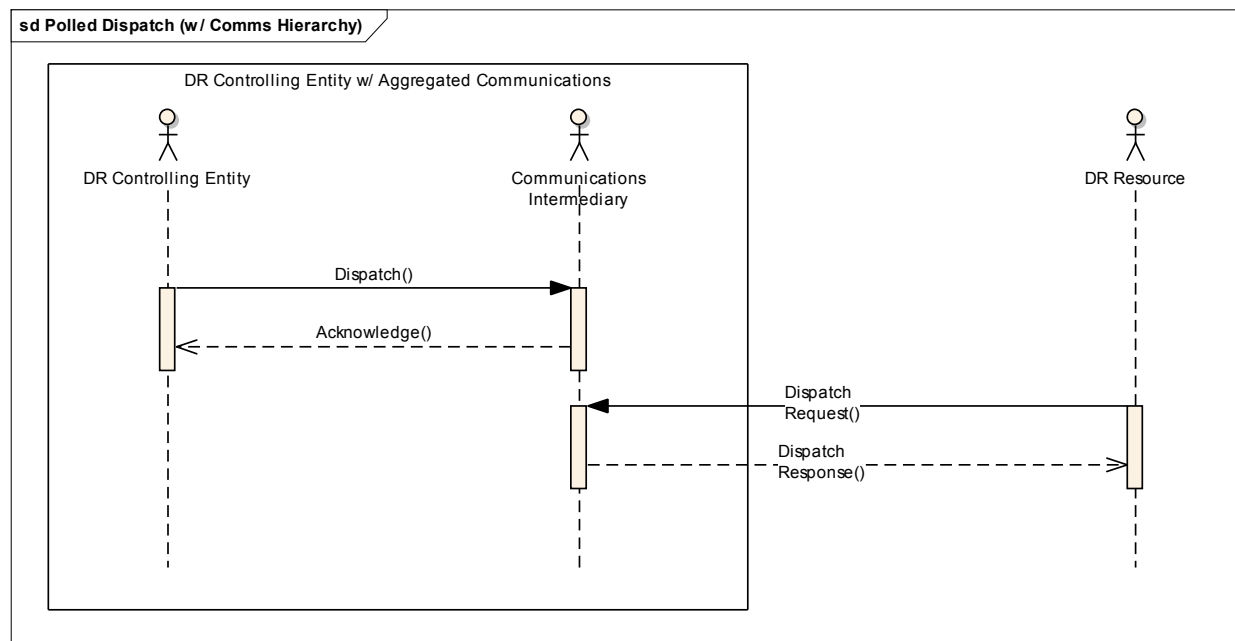 sd Polled Dispatch (w/ Comms Hierarchy)
DR Controlling Entity w/ Aggregated Communications
DR Controlling Entity
Communications
Intermediary
DR Resource
Dispatch()
Acknowledge()
Dispatch
Request()
Dispatch
Response()